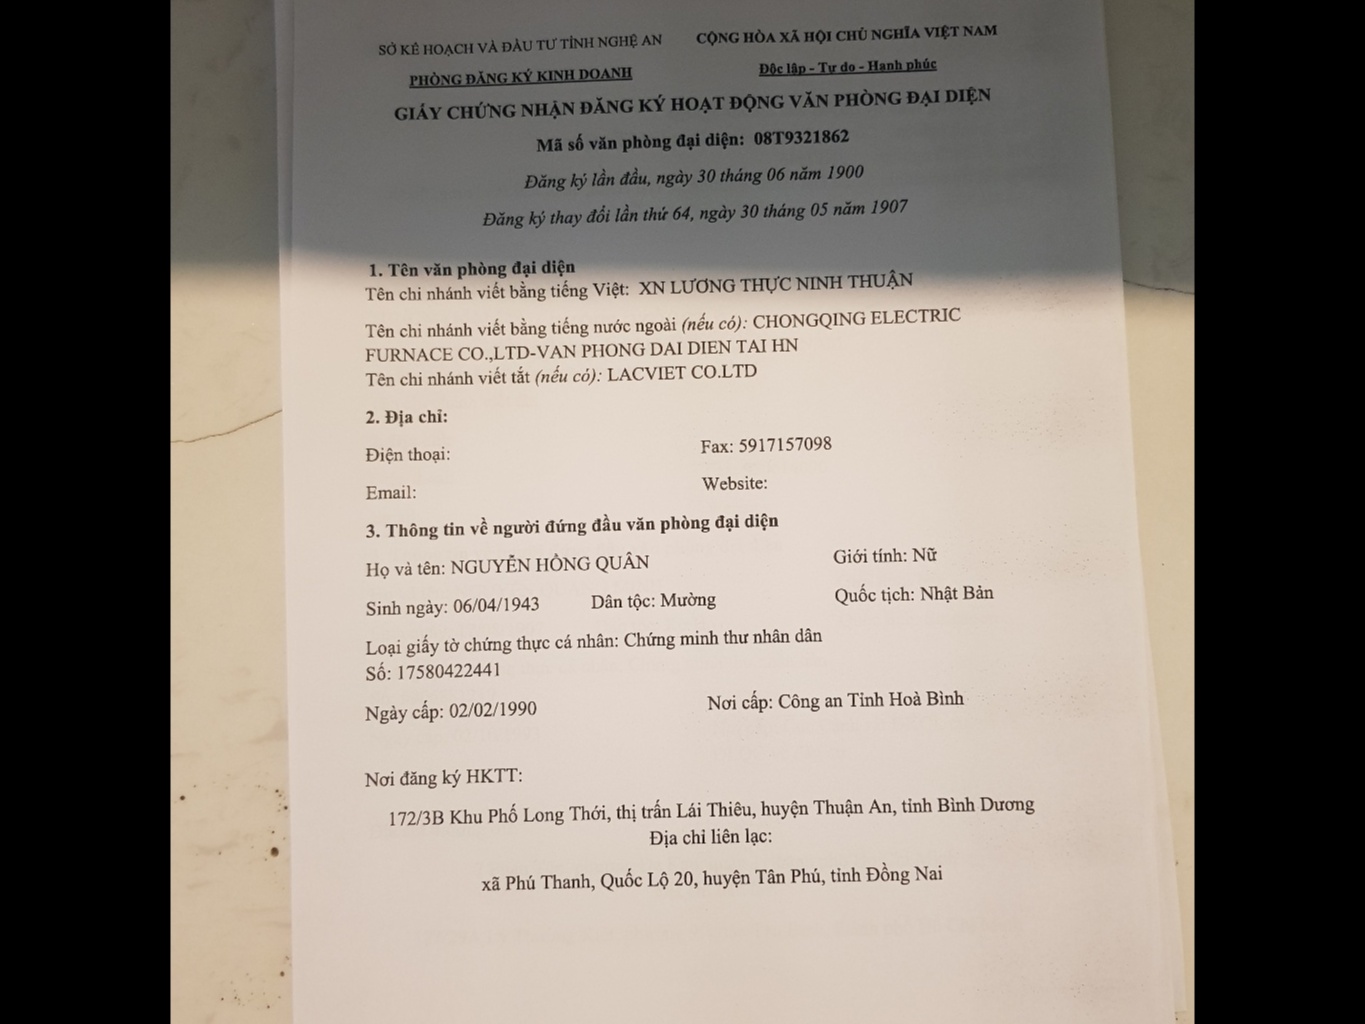 SỞ KẾ HOẠCH VÀ ĐẦU TƯ TỈNH NGHỆ AN
CỘNG HÒA XÃ HỘI CHỦ NGHĨA VIỆT NAM
PHÒNG ĐĂNG KÝ KINH DOANH
Độc lập - Tự do - Hạnh phúc
GIẤY CHỨNG NHẬN ĐĂNG KÝ HOẠT ĐỘNG VĂN PHÒNG ĐẠI DIỆN
Mã số văn phòng đại diện: 08T9321862
Đăng ký lần đầu, ngày 30 tháng 06 năm 1900
Đăng ký thay đổi lần thứ 64, ngày 30 tháng 05 năm 1907
1. Tên văn phòng đại diện
Tên chi nhánh viết bằng tiếng Việt: XN LƯƠNG THỰC NINH THUẬN
Tên chi nhánh viết bằng tiếng nước ngoài (nếu có): CHONGQING ELECTRIC
FURNACE CO.,LTD-VAN PHONG DAI DIEN TAI HN
Tên chi nhánh viết tắt (nếu có): LACVIET CO.LTD
2. Địa chỉ:
Điện thoại:
Fax: 5917157098
Email:
Website:
3. Thông tin về người đứng đầu văn phòng đại diện
Họ và tên: NGUYỄN HỒNG QUÂN
Giới tính: Nữ
Sinh ngày: 06/04/1943
Dân tộc: Mường
Quốc tịch: Nhật Bản
Loại giấy tờ chứng thực cá nhân: Chứng minh thư nhân dân
Số: 17580422441
Ngày cấp: 02/02/1990
Nơi cấp: Công an Tỉnh Hoà Bình
Nơi đăng ký HKTT:
172/3B Khu Phố Long Thới, thị trấn Lái Thiêu, huyện Thuận An, tỉnh Bình Dương
Địa chỉ liên lạc:
xã Phú Thanh, Quốc Lộ 20, huyện Tân Phú, tỉnh Đồng Nai